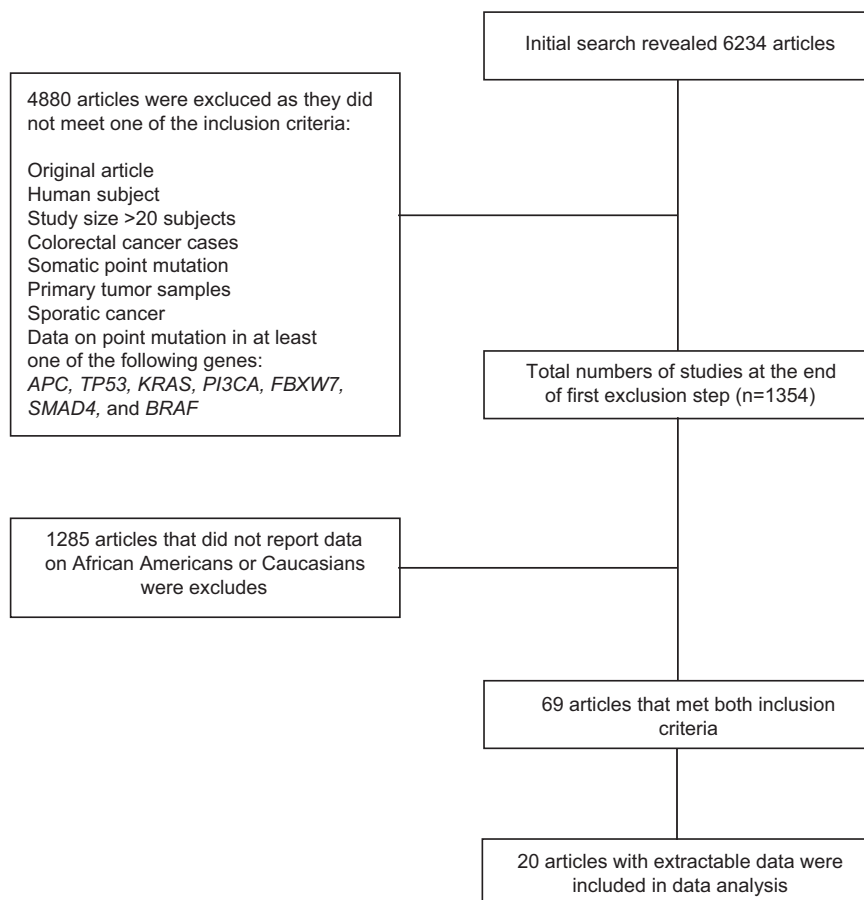 Initial search revealed 6234 articles
4880 articles were excluced as they did
not meet one of the inclusion criteria:
Original article
Human subject
Study size >20 subjects
Colorectal cancer cases
Somatic point mutation
Primary tumor samples
Sporatic cancer
Data on point mutation in at least
one of the following genes:
APC, TP53, KRAS, PI3CA, FBXW7,
SMAD4, and BRAF
Total numbers of studies at the end
of first exclusion step (n=1354)
1285 articles that did not report data
on African Americans or Caucasians
were excludes
69 articles that met both inclusion
criteria
20 articles with extractable data were
included in data analysis